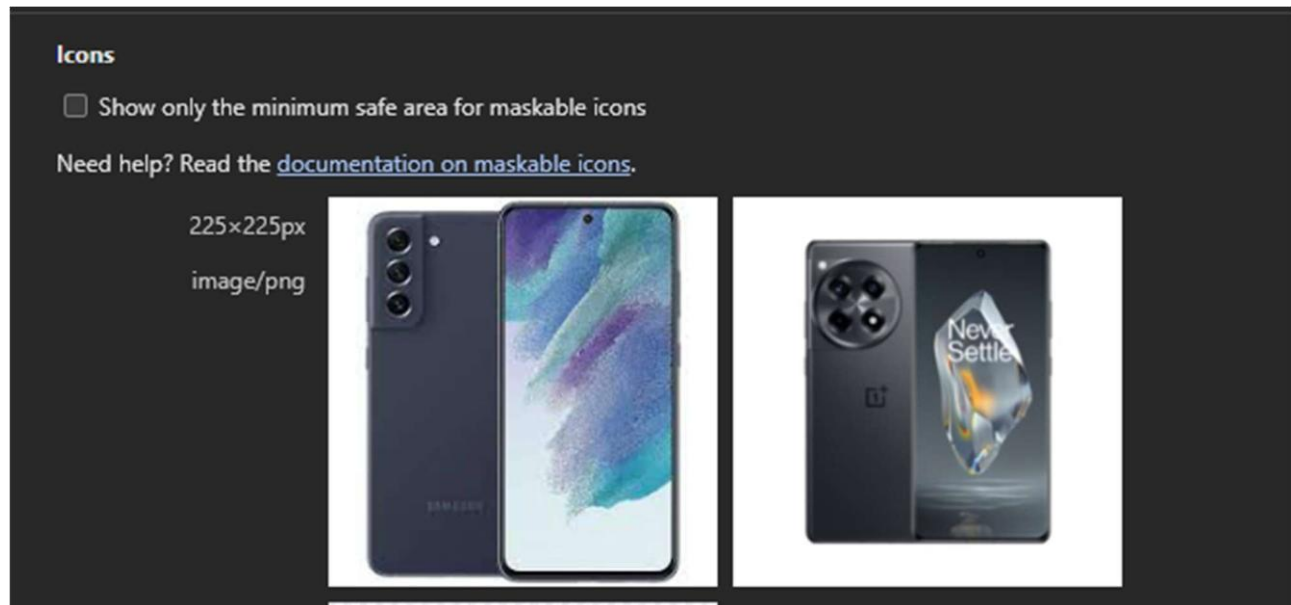 Icons
Show only the minimum safe area for maskable icons
Need help? Read the documentation on maskable icons.
225×225px
image/png
SAMSUNG
Never
Settle